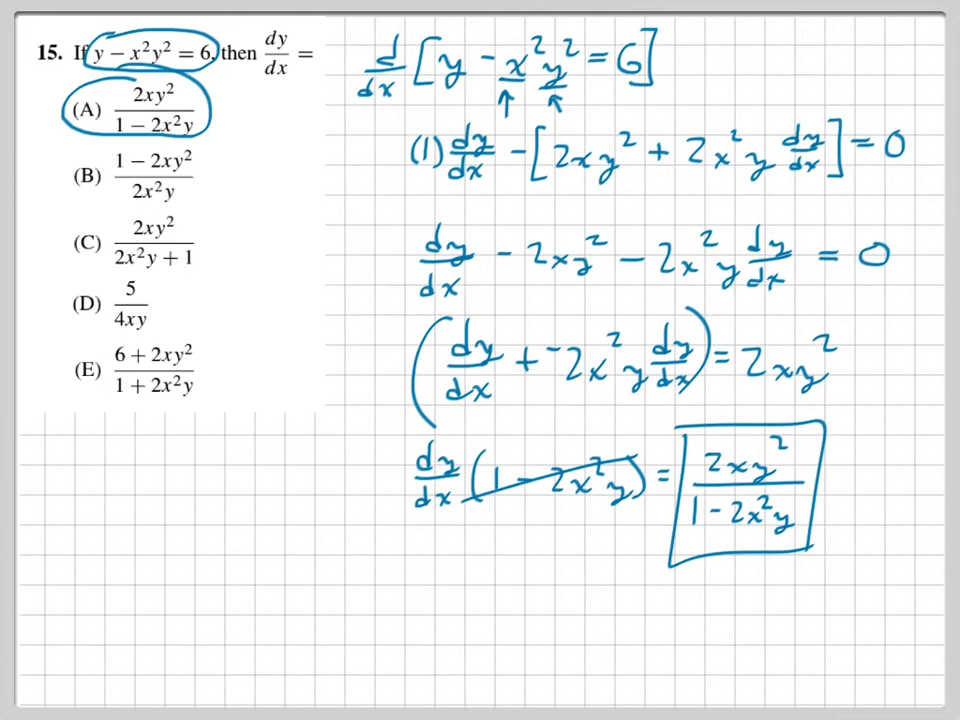 15. If y − x²y² = 6, then dy/dx =
(A) 2xy² / 1 − 2x²y
(B) 1 − 2xy² / 2x²y
(C) 2xy² / 2x²y + 1
(D) 5 / 4xy
(E) 6 + 2xy² / 1 + 2x²y
d/dx [y − x²y² = 6]
(1) dy/dx − [2xy² + 2x²y dy/dx] = 0
dy/dx − 2xy² − 2x²y dy/dx = 0
(dy/dx + −2x²y dy/dx) = 2xy²
dy/dx (1 − 2x²y) = 2xy² / 1 − 2x²y